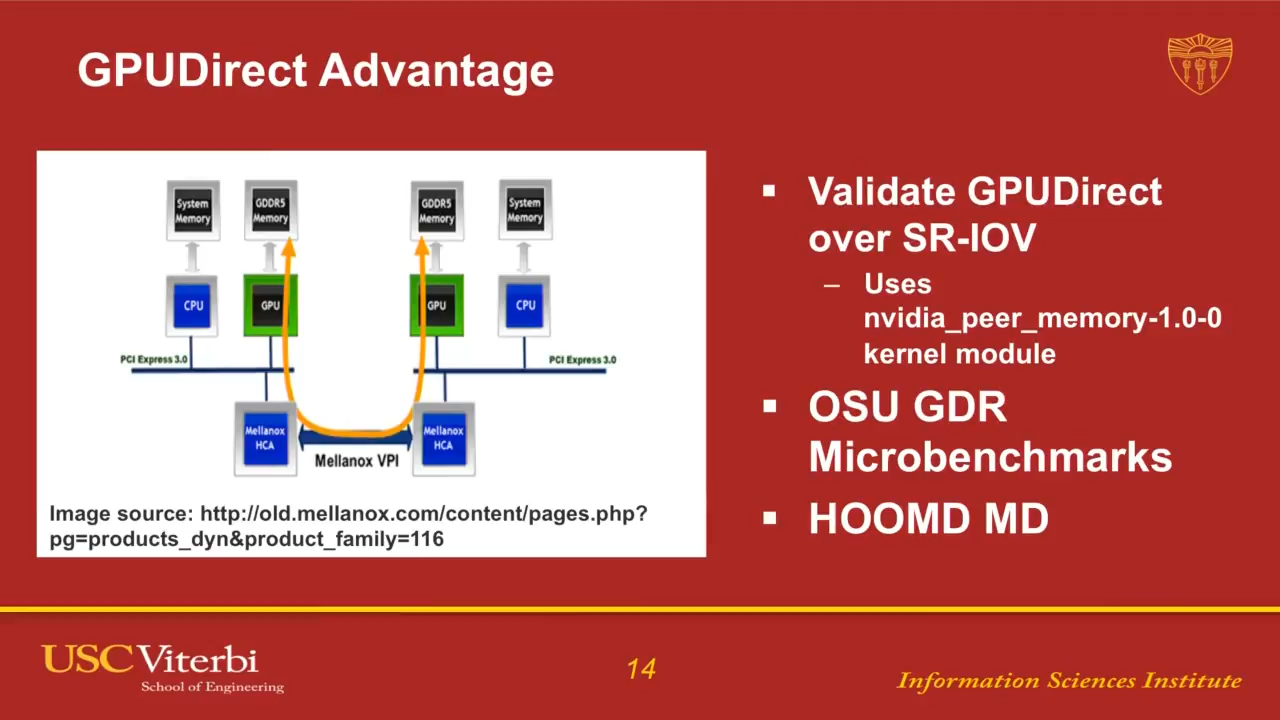 GPUDirect Advantage
System
Memory
GDDR5
Memory
GDDR5
Memory
System
Memory
CPU
GPU
GPU
CPU
PCI Express 3.0
PCI Express 3.0
Mellanox
HCA
Mellanox
HCA
Mellanox VPI
Image source: http://old.mellanox.com/content/pages.php?
pg=products_dyn&product_family=116
▪ Validate GPUDirect
over SR-IOV
– Uses
nvidia_peer_memory-1.0-0
kernel module
▪ OSU GDR
Microbenchmarks
▪ HOOMD MD
USC Viterbi
School of Engineering
14
Information Sciences Institute